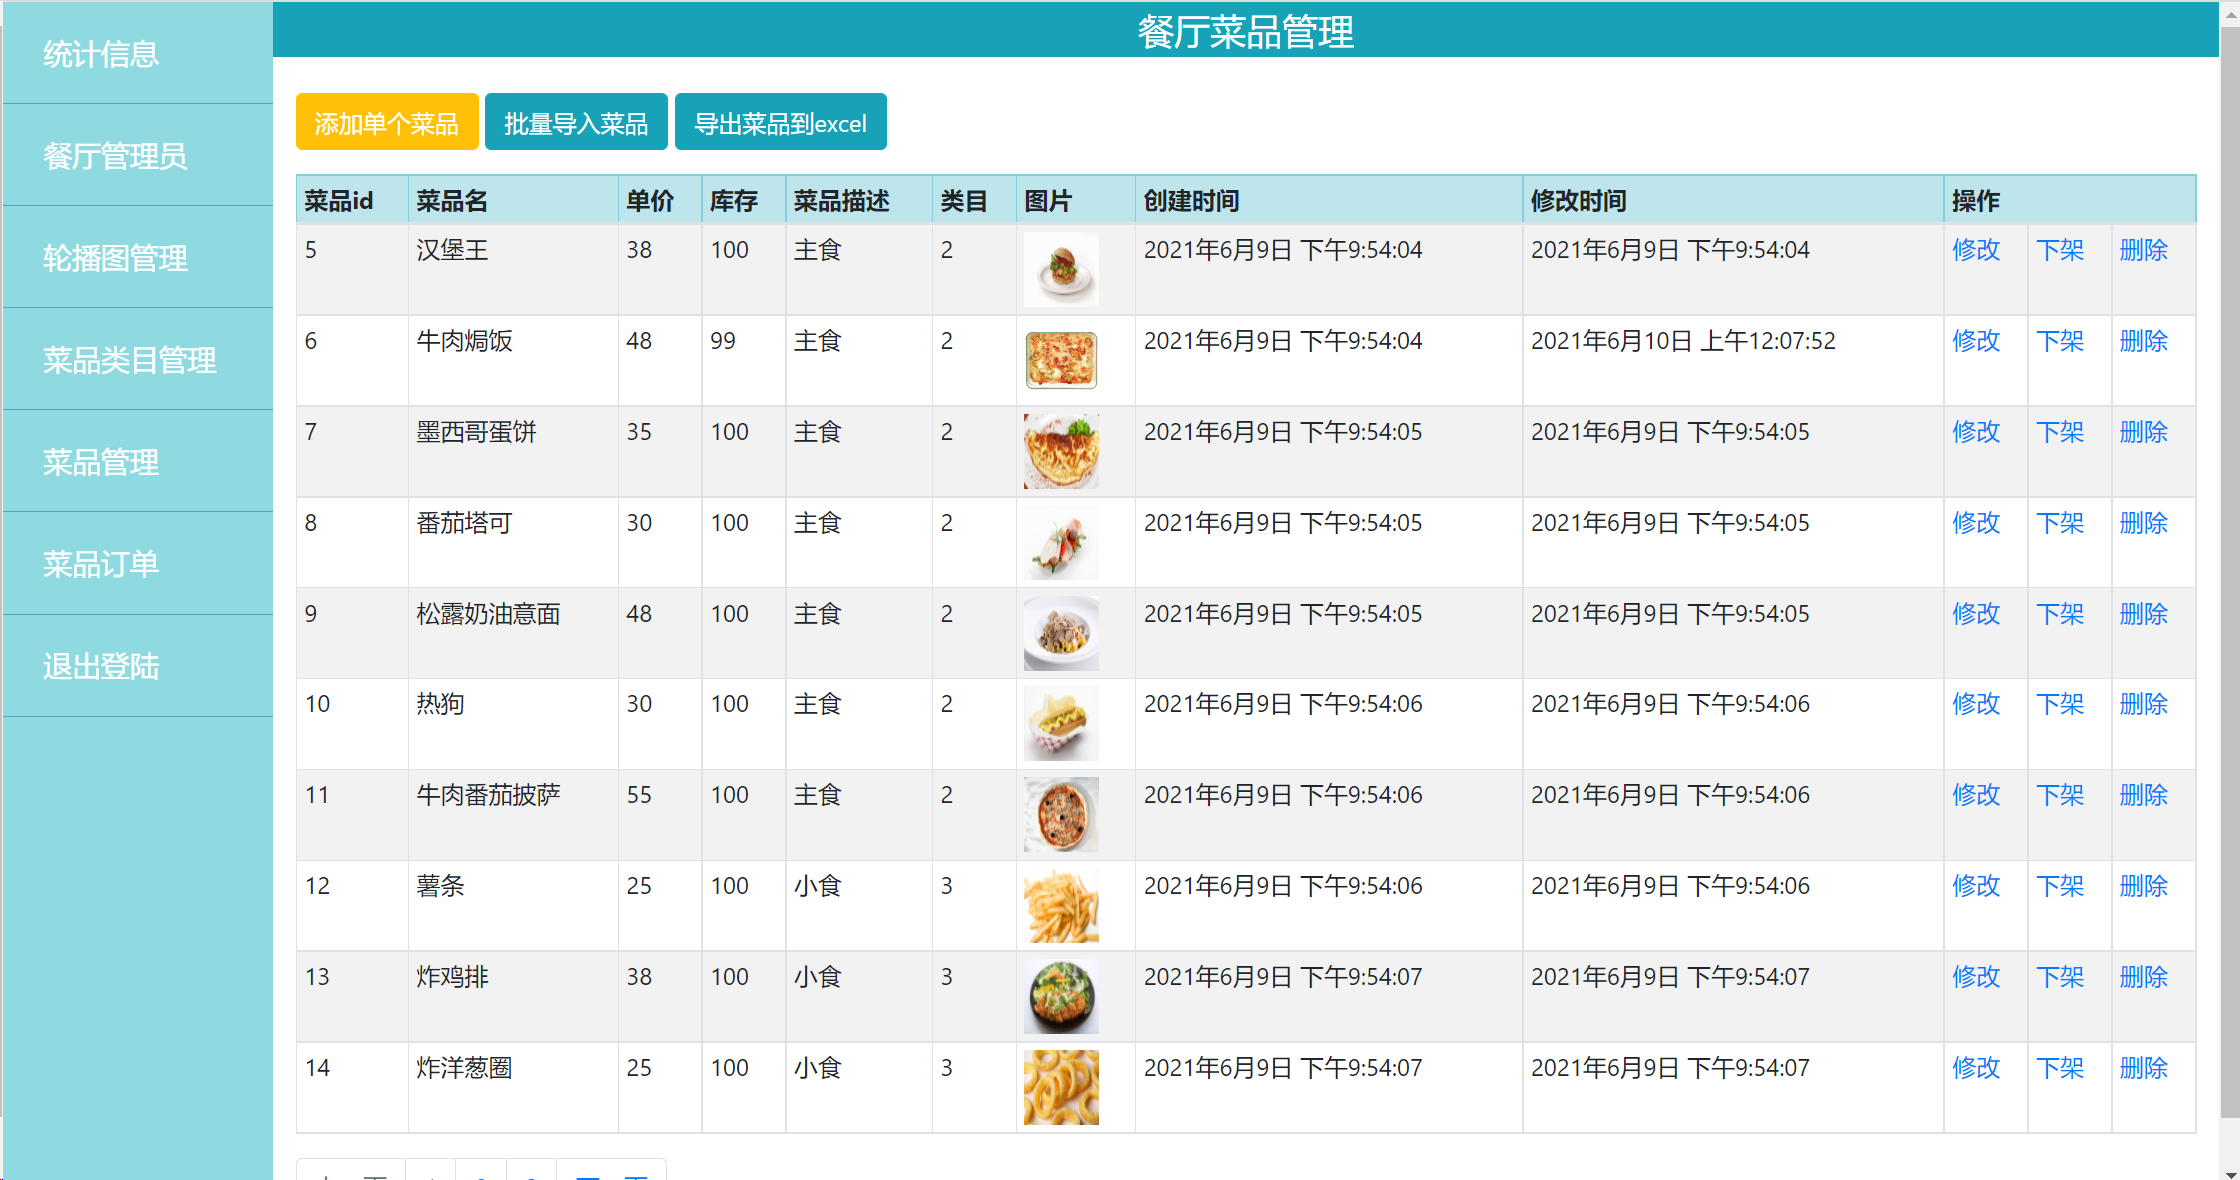 餐厅菜品管理
统计信息
餐厅管理员
轮播图管理
菜品类目管理
菜品管理
菜品订单
退出登陆
添加单个菜品 批量导入菜品 导出菜品到excel
菜品id 菜品名 单价 库存 菜品描述 类目 图片 创建时间 修改时间 操作
5 汉堡王 38 100 主食 2 2021年6月9日 下午9:54:04 2021年6月9日 下午9:54:04 修改 下架 删除
6 牛肉焗饭 48 99 主食 2 2021年6月9日 下午9:54:04 2021年6月10日 上午12:07:52 修改 下架 删除
7 墨西哥蛋饼 35 100 主食 2 2021年6月9日 下午9:54:05 2021年6月9日 下午9:54:05 修改 下架 删除
8 番茄塔可 30 100 主食 2 2021年6月9日 下午9:54:05 2021年6月9日 下午9:54:05 修改 下架 删除
9 松露奶油意面 48 100 主食 2 2021年6月9日 下午9:54:05 2021年6月9日 下午9:54:05 修改 下架 删除
10 热狗 30 100 主食 2 2021年6月9日 下午9:54:06 2021年6月9日 下午9:54:06 修改 下架 删除
11 牛肉番茄披萨 55 100 主食 2 2021年6月9日 下午9:54:06 2021年6月9日 下午9:54:06 修改 下架 删除
12 薯条 25 100 小食 3 2021年6月9日 下午9:54:06 2021年6月9日 下午9:54:06 修改 下架 删除
13 炸鸡排 38 100 小食 3 2021年6月9日 下午9:54:07 2021年6月9日 下午9:54:07 修改 下架 删除
14 炸洋葱圈 25 100 小食 3 2021年6月9日 下午9:54:07 2021年6月9日 下午9:54:07 修改 下架 删除